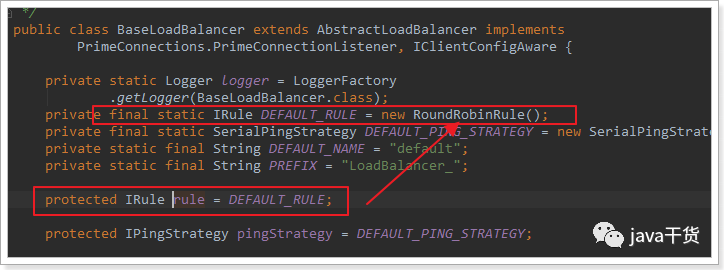 */
public class BaseLoadBalancer extends AbstractLoadBalancer implements
PrimeConnections.PrimeConnectionListener, IClientConfigAware {
private static Logger logger = LoggerFactory
.getLogger(BaseLoadBalancer.class);
private final static IRule DEFAULT_RULE = new RoundRobinRule();
private final static SerialPingStrategy DEFAULT_PING_STRATEGY = new SerialPingStrate
private static final String DEFAULT_NAME = "default";
private static final String PREFIX = "LoadBalancer_";
protected IRule rule = DEFAULT_RULE;
protected IPingStrategy pingStrategy = DEFAULT_PING_STRATEGY;
java干货